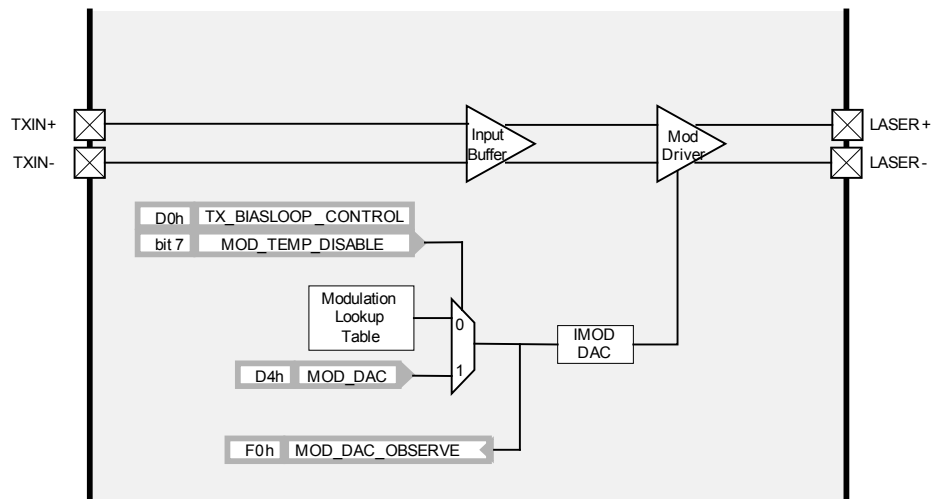 TXIN+
TXIN-
Input
Buffer
Mod
Driver
LASER+
LASER-
D0h TX_BIASLOOP_CONTROL
bit 7 MOD_TEMP_DISABLE
Modulation
Lookup
Table
0
1
IMOD
DAC
D4h MOD_DAC
F0h MOD_DAC_OBSERVE